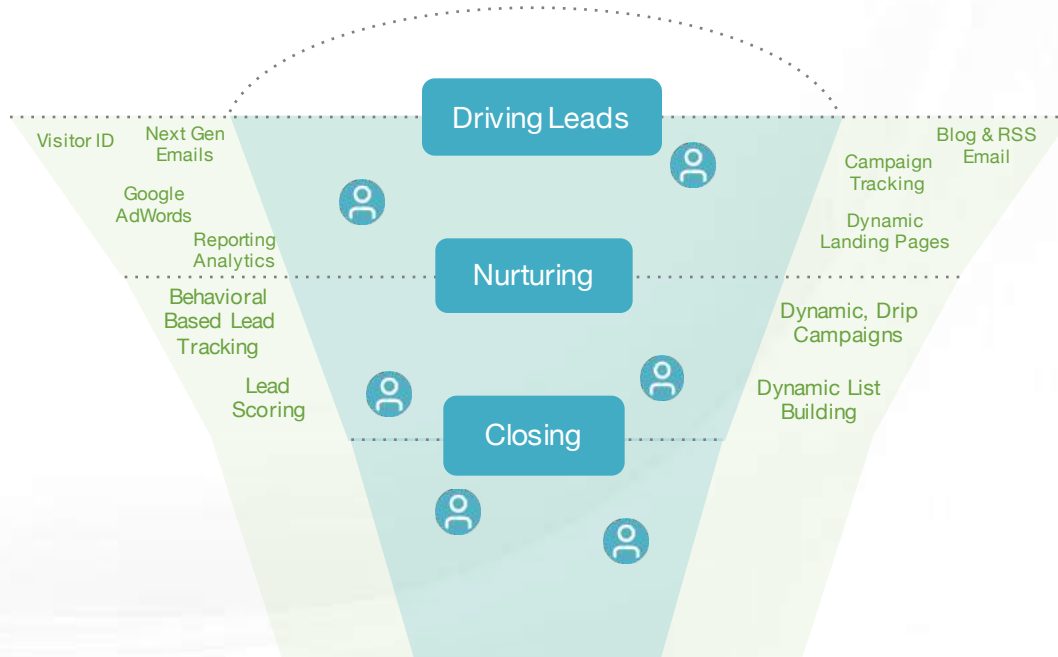 Driving Leads
Visitor ID
Next Gen
Emails
Google
AdWords
Reporting
Analytics
Blog & RSS
Email
Campaign
Tracking
Dynamic
Landing Pages
Nurturing
Behavioral
Based Lead
Tracking
Lead
Scoring
Dynamic, Drip
Campaigns
Dynamic List
Building
Closing